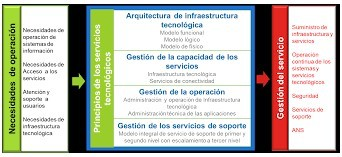 Necesidades de operación
Necesidades
de operación de
sistemas de
información
Necesidades de
Acceso a los
servicios
Atención y
soporte a
usuarios
Necesidades de
infraestructura
tecnológica
Principios de los servicios
tecnológicos
Arquitectura de infraestructura
tecnológica
Modelo funcional
Modelo lógico
Modelo de físico
Gestión de la capacidad de los
servicios
Infraestructura tecnológica
Servicios de conectividad
Gestión de la operación
Administración y operación de infraestructura
tecnológica
Administración técnica de las aplicaciones
Gestión de los servicios de soporte
Modelo integral de servicio de soporte de primer y
segundo nivel con escalamiento a tercer nivel
Gestión del servicio
Suministro de
infraestructura y
servicios
Operación
continua de los
sistemas y
servicios
tecnológicos
Seguridad
Servicios de
soporte
ANS